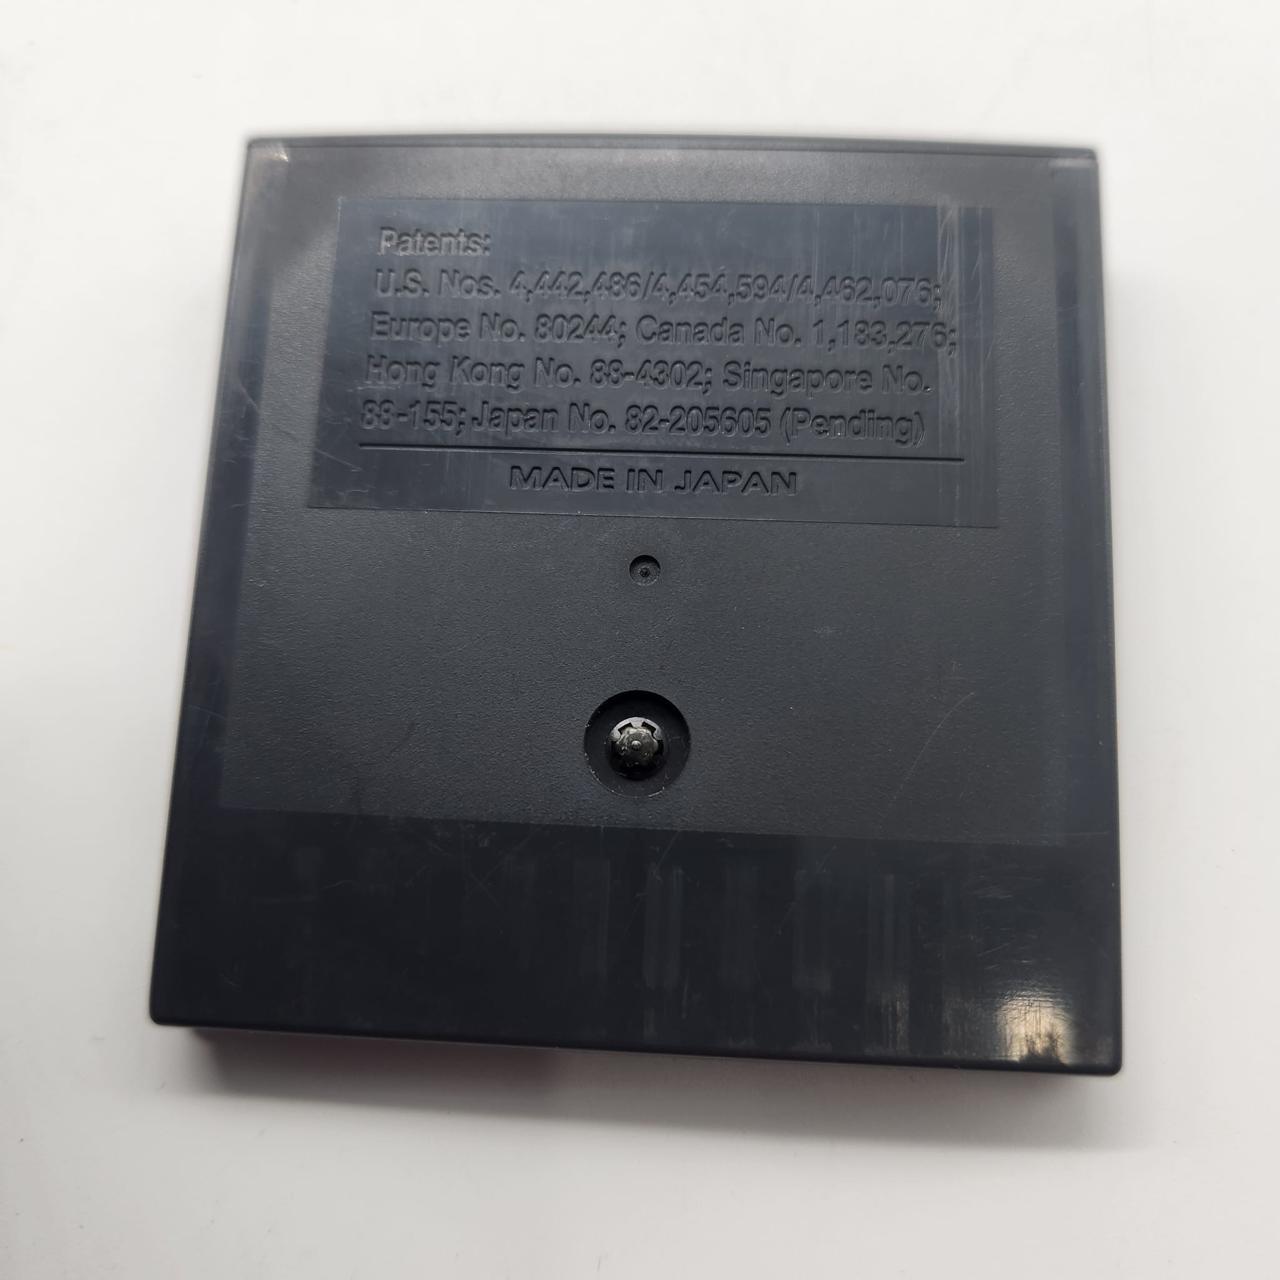 Patents:
U.S. Nos. 4,442,486/4,454,594/4,462,076;
Europe No. 80244; Canada No. 1,183,276;
Hong Kong No. 88-4302; Singapore No.
88-155; Japan No. 82-205605 (Pending)
MADE IN JAPAN